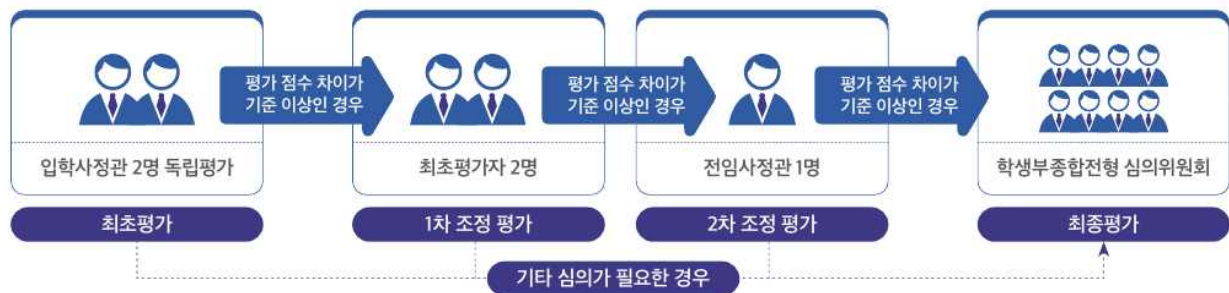 평가 점수 차이가
기준 이상인 경우
평가 점수 차이가
기준 이상인 경우
평가 점수 차이가
기준 이상인 경우
입학사정관 2명 독립평가
최초평가자 2명
전임사정관 1명
학생부종합전형 심의위원회
최초평가
1차 조정 평가
2차 조정 평가
최종평가
기타 심의가 필요한 경우